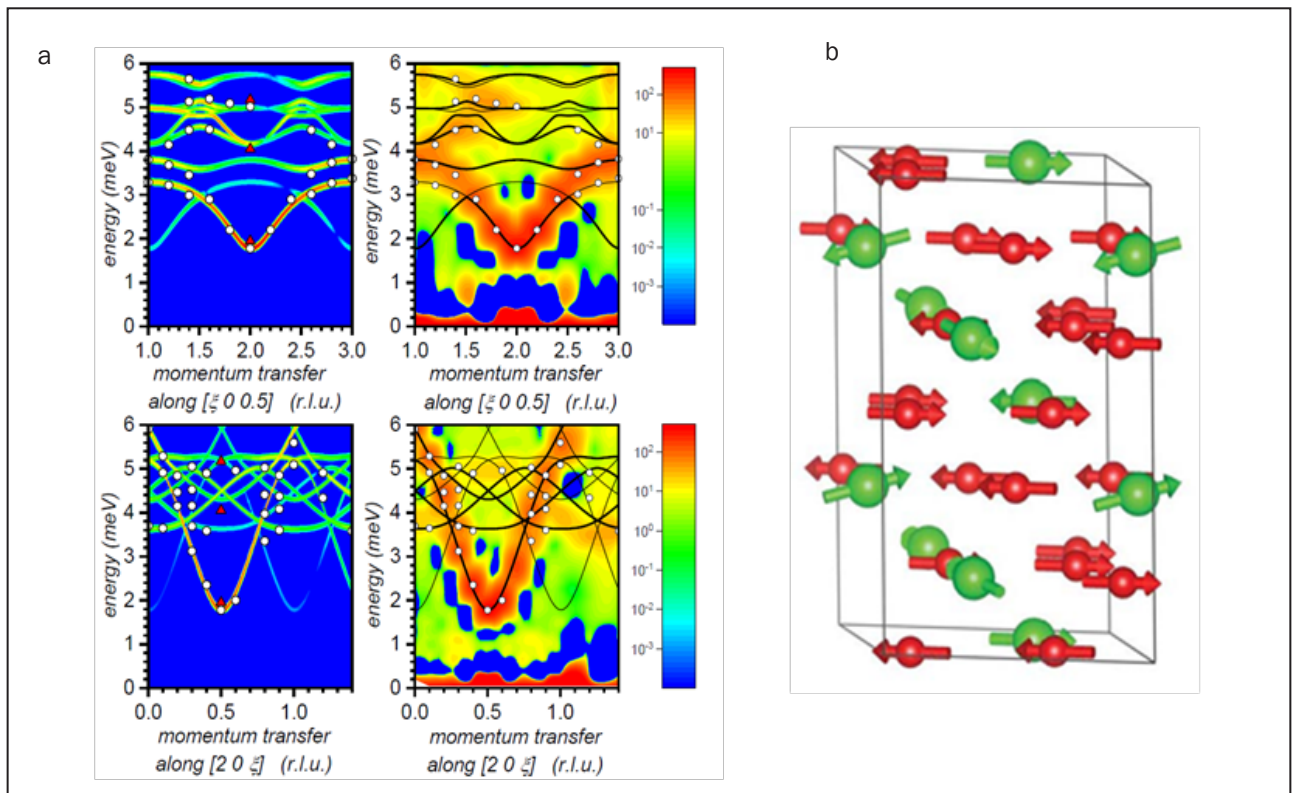 a
b
6
5
4
3
2
1
0
energy (meV)
1.0 1.5 2.0 2.5 3.0
momentum transfer
along [ξ 0 0.5] (r.l.u.)
6
5
4
3
2
1
0
energy (meV)
1.0 1.5 2.0 2.5 3.0
momentum transfer
along [ξ 0 0.5] (r.l.u.)
10²
10¹
10⁻¹
10⁻²
10⁻³
6
5
4
3
2
1
0
energy (meV)
0.0 0.5 1.0
momentum transfer
along [2 0 ξ] (r.l.u.)
6
5
4
3
2
1
0
energy (meV)
0.0 0.5 1.0
momentum transfer
along [2 0 ξ] (r.l.u.)
10²
10¹
10⁰
10⁻¹
10⁻²
10⁻³